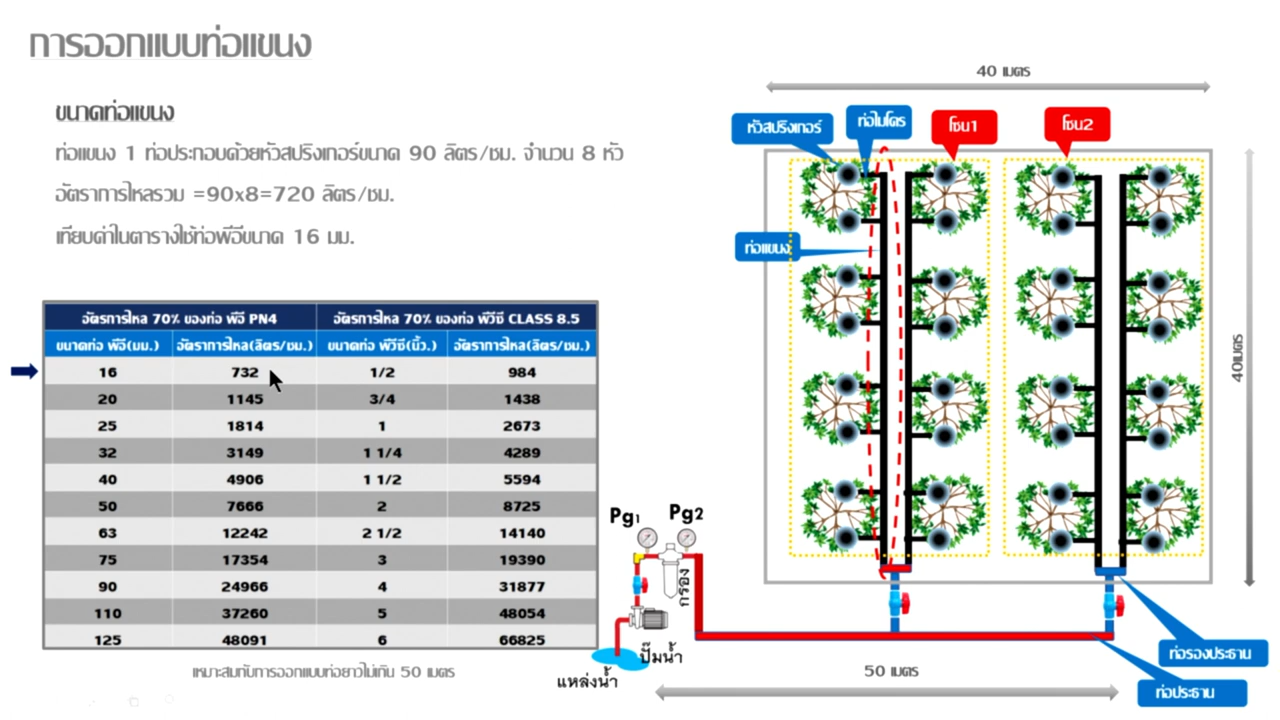 การออกแบบท่อแขนง
ขนาดท่อแขนง
ท่อแขนง 1 ท่อประกอบด้วยหัวสปริงเกอร์ขนาด 90 ลิตร/ชม. จำนวน 8 หัว
อัตราการไหลรวม =90x8=720 ลิตร/ชม.
เทียบค่าในตารางใช้ท่อพีอีขนาด 16 มม.
อัตรการไหล 70% ของท่อ พีอี PN4 อัตรการไหล 70% ของท่อ พีวีซี CLASS 8.5
ขนาดท่อ พีอี(มม.) อัตราการไหล(ลิตร/ชม.) ขนาดท่อ พีวีซี(นิ้ว.) อัตราการไหล(ลิตร/ชม.)
16 732 1/2 984
20 1145 3/4 1438
25 1814 1 2673
32 3149 1 1/4 4289
40 4906 1 1/2 5594
50 7666 2 8725
63 12242 2 1/2 14140
75 17354 3 19390
90 24966 4 31877
110 37260 5 48054
125 48091 6 66825
เหมาะสมกับการออกแบบท่อยาวไม่เกิน 50 เมตร
40 เมตร
หัวสปริงเกอร์
ท่อไมโคร
โซน1
โซน2
ท่อแขนง
40เมตร
Pg1
Pg2
กรอง
ปั๊มน้ำ
แหล่งน้ำ
50 เมตร
ท่อรองประธาน
ท่อประธาน